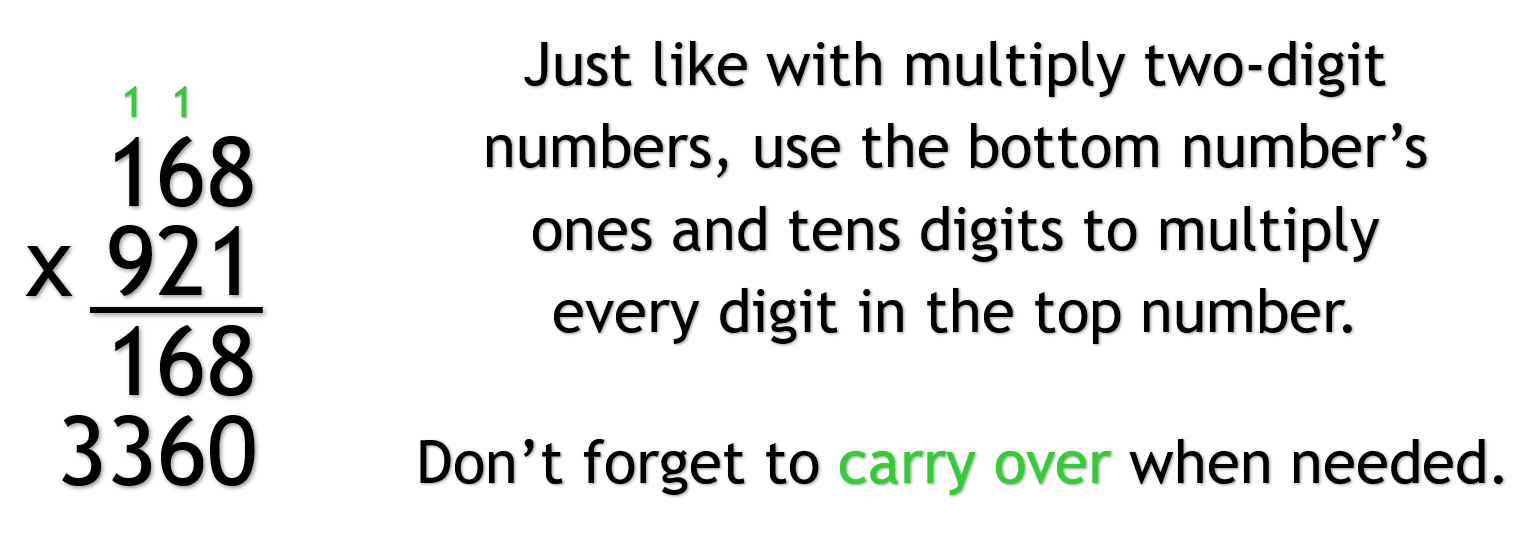 1 1
168
x 921
168
3360
Just like with multiply two-digit
numbers, use the bottom number’s
ones and tens digits to multiply
every digit in the top number.
Don’t forget to carry over when needed.